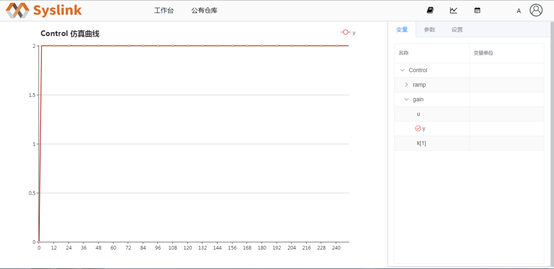 Syslink 工作台 公有仓库 A
Control 仿真曲线
y
2
1.5
1
0.5
0
0 12 24 36 48 60 72 84 96 108 120 132 144 156 168 180 192 204 216 228 240
变量 参数 设置
名称 变量单位
Control
ramp
gain
u
y
k[1]